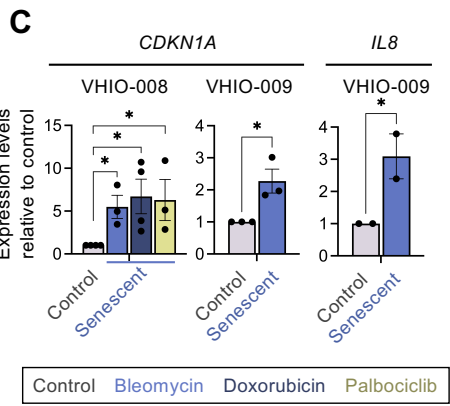 C
CDKN1A IL8
VHIO-008 VHIO-009 VHIO-009
Expression levels
relative to control
15
10
5
0
* * *
Control
Senescent
4
3
2
1
0
*
Control
Senescent
4
3
2
1
0
*
Control
Senescent
Control Bleomycin Doxorubicin Palbociclib